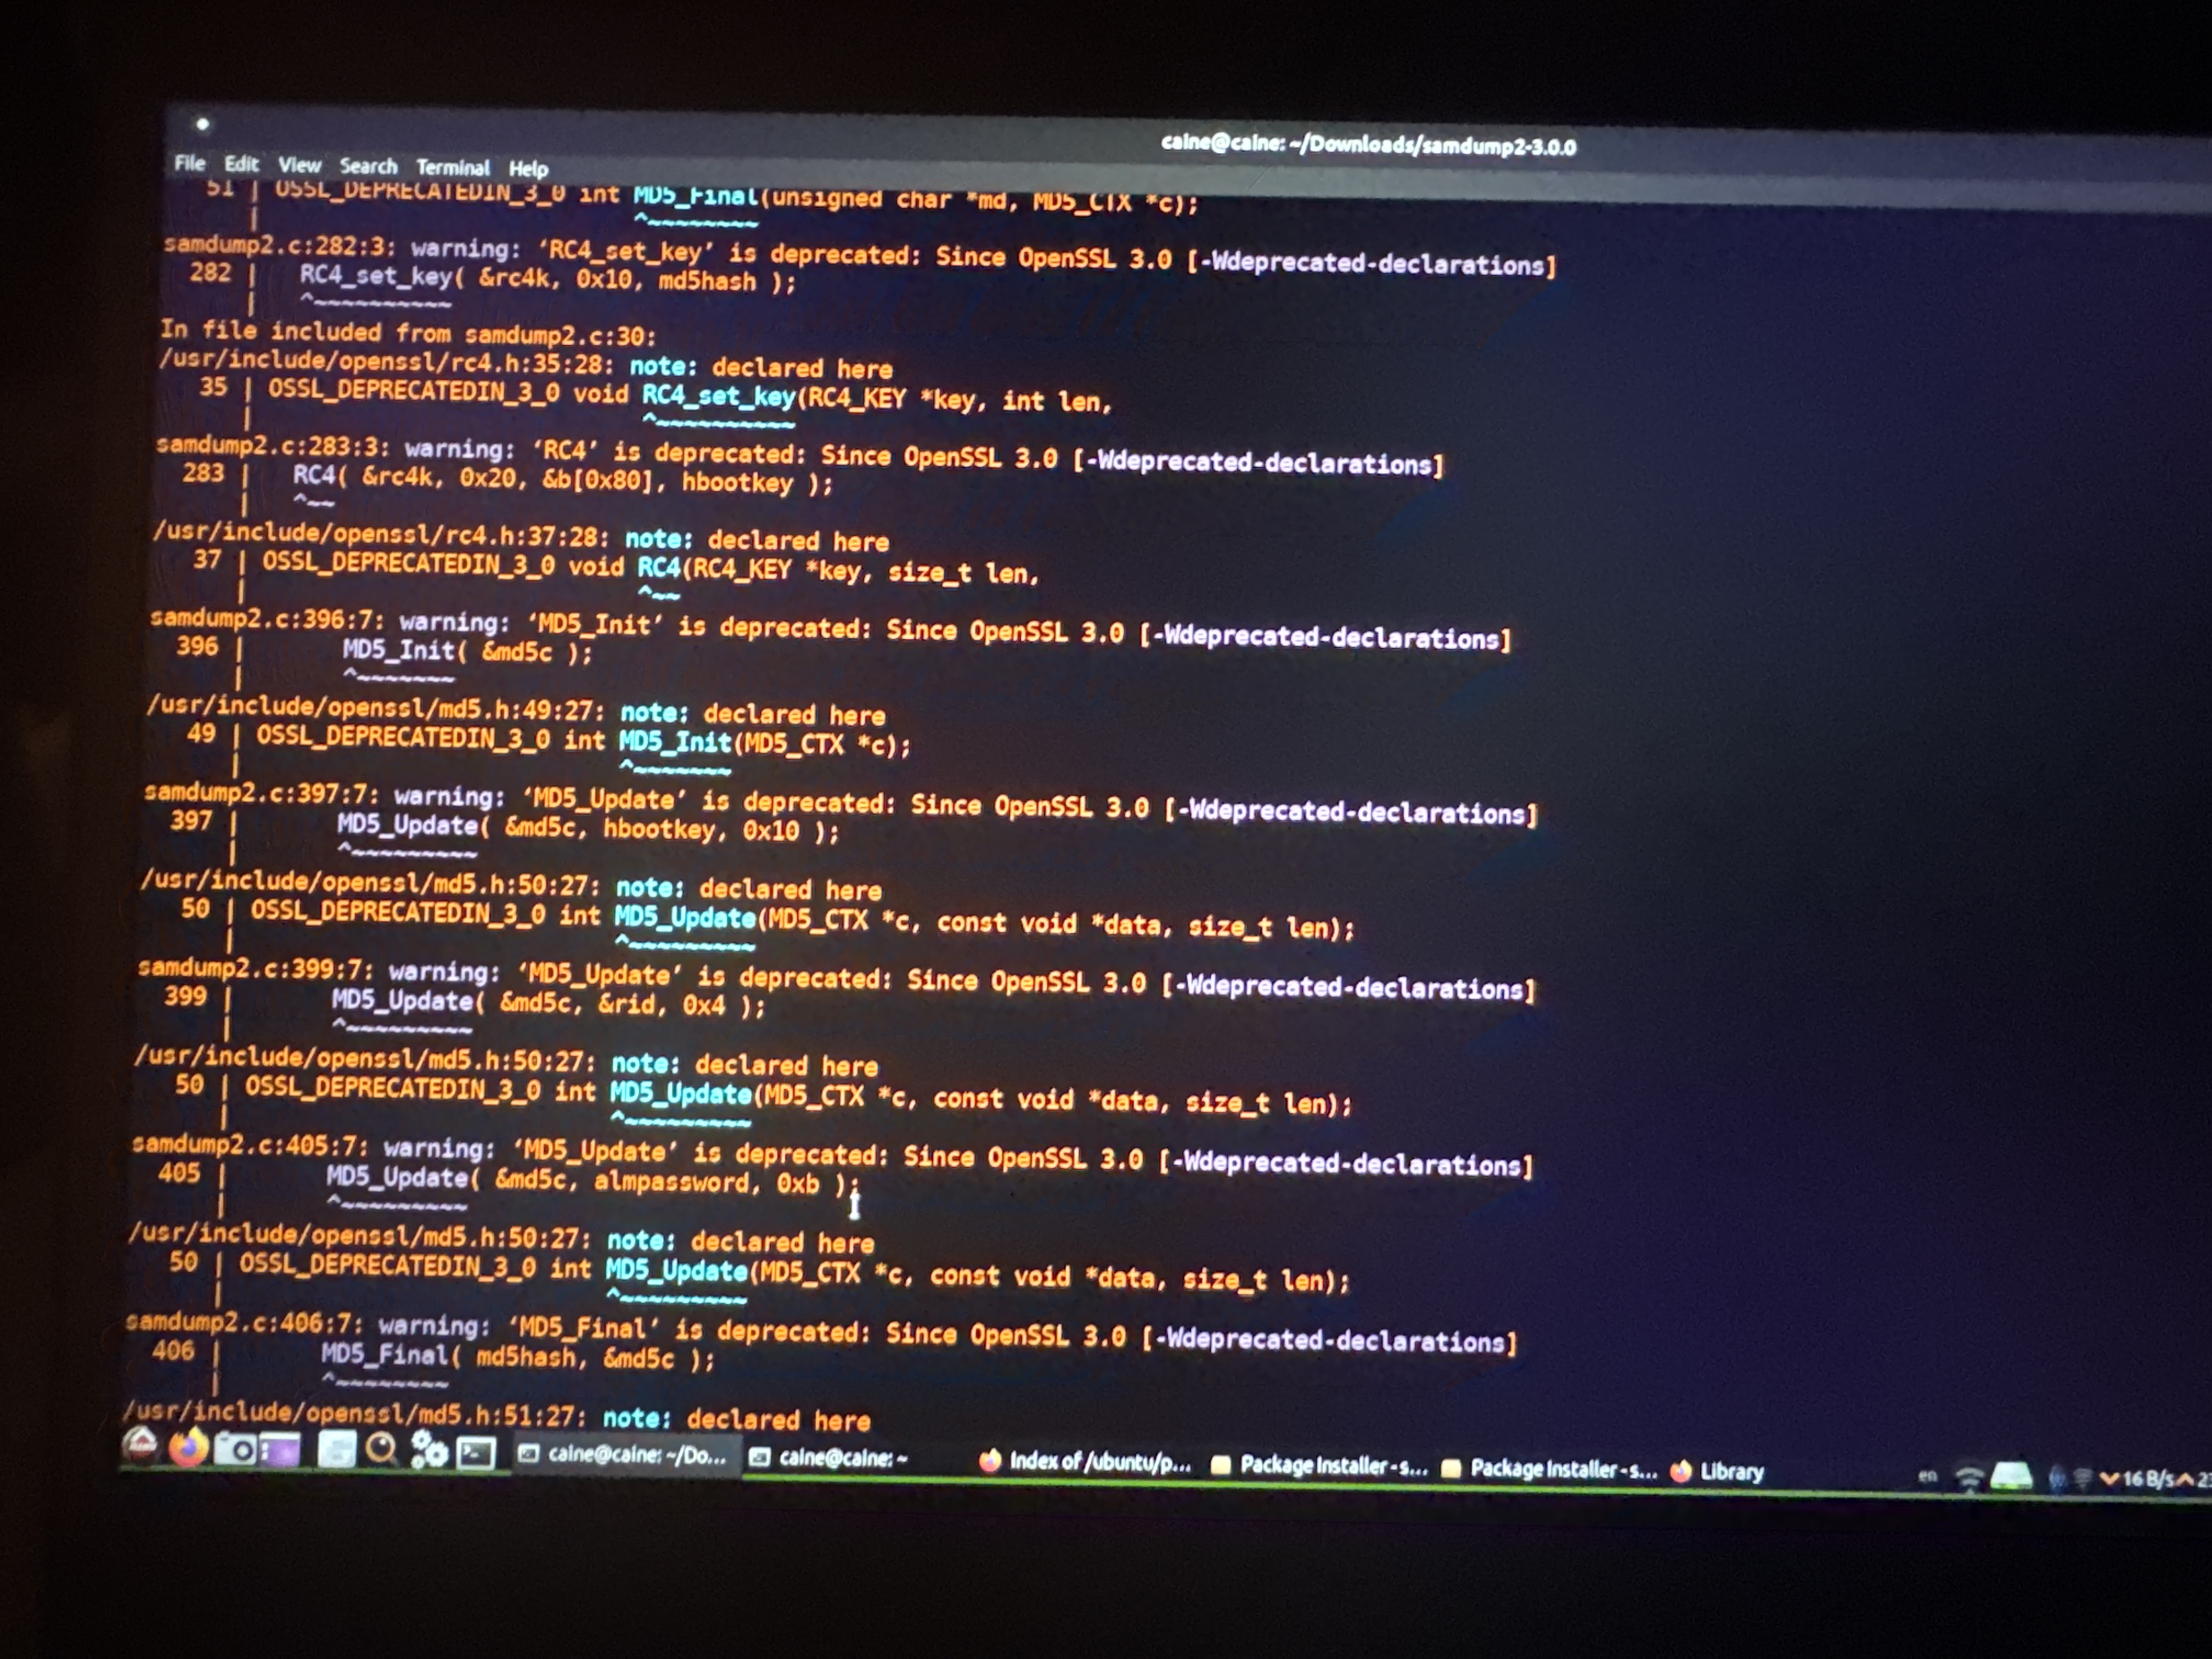 caine@caine: ~/Downloads/samdump2-3.0.0
File Edit View Search Terminal Help
51 | OSSL_DEPRECATEDIN_3_0 int MD5_Final(unsigned char *md, MD5_CTX *c);
| ^~~~~~~~~
samdump2.c:282:3: warning: ‘RC4_set_key’ is deprecated: Since OpenSSL 3.0 [-Wdeprecated-declarations]
282 | RC4_set_key( &rc4k, 0x10, md5hash );
| ^~~~~~~~~~~
In file included from samdump2.c:30:
/usr/include/openssl/rc4.h:35:28: note: declared here
35 | OSSL_DEPRECATEDIN_3_0 void RC4_set_key(RC4_KEY *key, int len,
| ^~~~~~~~~~~
samdump2.c:283:3: warning: ‘RC4’ is deprecated: Since OpenSSL 3.0 [-Wdeprecated-declarations]
283 | RC4( &rc4k, 0x20, &b[0x80], hbootkey );
| ^~~
/usr/include/openssl/rc4.h:37:28: note: declared here
37 | OSSL_DEPRECATEDIN_3_0 void RC4(RC4_KEY *key, size_t len,
| ^~~
samdump2.c:396:7: warning: ‘MD5_Init’ is deprecated: Since OpenSSL 3.0 [-Wdeprecated-declarations]
396 | MD5_Init( &md5c );
| ^~~~~~~~
/usr/include/openssl/md5.h:49:27: note: declared here
49 | OSSL_DEPRECATEDIN_3_0 int MD5_Init(MD5_CTX *c);
| ^~~~~~~~
samdump2.c:397:7: warning: ‘MD5_Update’ is deprecated: Since OpenSSL 3.0 [-Wdeprecated-declarations]
397 | MD5_Update( &md5c, hbootkey, 0x10 );
| ^~~~~~~~~~
/usr/include/openssl/md5.h:50:27: note: declared here
50 | OSSL_DEPRECATEDIN_3_0 int MD5_Update(MD5_CTX *c, const void *data, size_t len);
| ^~~~~~~~~~
samdump2.c:399:7: warning: ‘MD5_Update’ is deprecated: Since OpenSSL 3.0 [-Wdeprecated-declarations]
399 | MD5_Update( &md5c, &rid, 0x4 );
| ^~~~~~~~~~
/usr/include/openssl/md5.h:50:27: note: declared here
50 | OSSL_DEPRECATEDIN_3_0 int MD5_Update(MD5_CTX *c, const void *data, size_t len);
| ^~~~~~~~~~
samdump2.c:405:7: warning: ‘MD5_Update’ is deprecated: Since OpenSSL 3.0 [-Wdeprecated-declarations]
405 | MD5_Update( &md5c, almpassword, 0xb );
| ^~~~~~~~~~
/usr/include/openssl/md5.h:50:27: note: declared here
50 | OSSL_DEPRECATEDIN_3_0 int MD5_Update(MD5_CTX *c, const void *data, size_t len);
| ^~~~~~~~~~
samdump2.c:406:7: warning: ‘MD5_Final’ is deprecated: Since OpenSSL 3.0 [-Wdeprecated-declarations]
406 | MD5_Final( md5hash, &md5c );
| ^~~~~~~~~
/usr/include/openssl/md5.h:51:27: note: declared here
caine@caine: ~/Do... caine@caine: ~ Index of /ubuntu/p... Package Installer - s... Package Installer - s... Library en 16 B/s